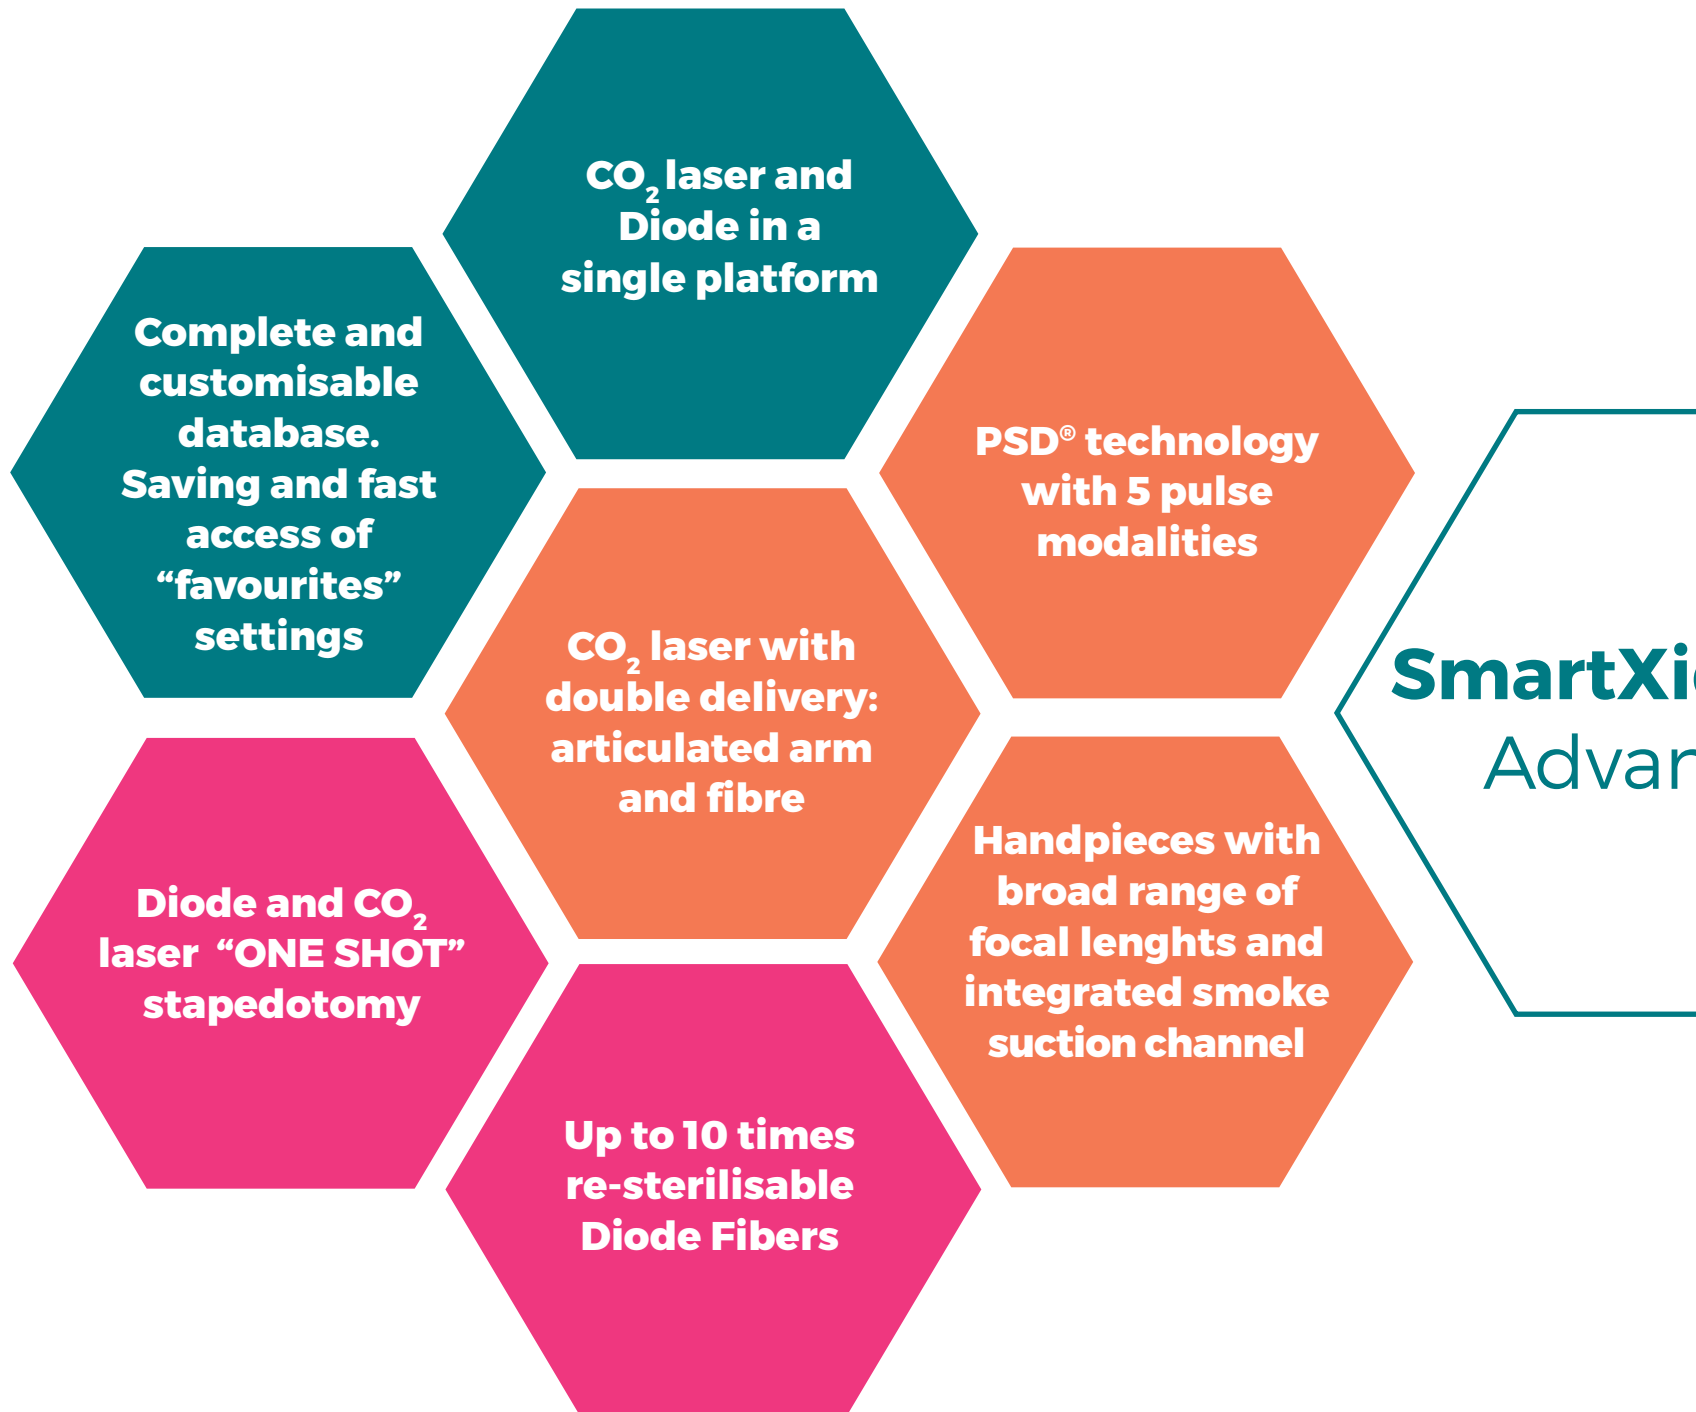 CO₂ laser and
Diode in a
single platform
Complete and
customisable
database.
Saving and fast
access of
“favourites”
settings
PSD® technology
with 5 pulse
modalities
CO₂ laser with
double delivery:
articulated arm
and fibre
Diode and CO₂
laser “ONE SHOT”
stapedotomy
Handpieces with
broad range of
focal lenghts and
integrated smoke
suction channel
Up to 10 times
re-sterilisable
Diode Fibers